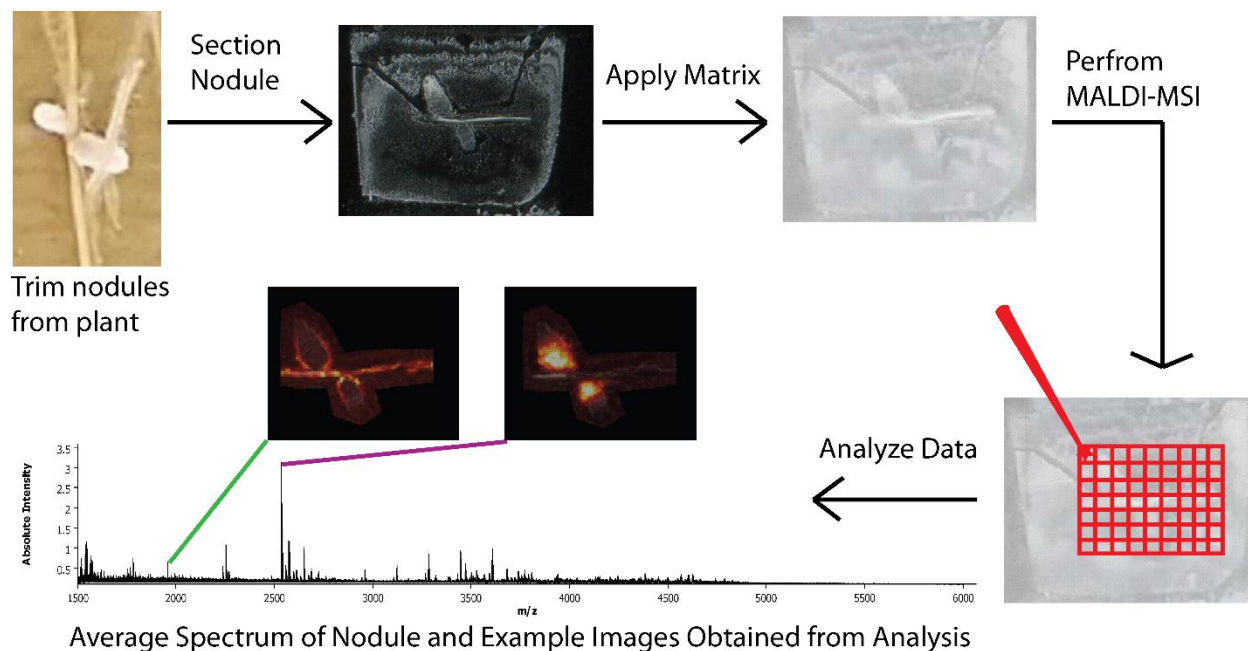 Section
Nodule
Apply Matrix
Perfrom
MALDI-MSI
Trim nodules
from plant
Analyze Data
Absolute Intensity
3.5
3
2.5
2
1.5
1
0.5
1500 2000 2500 3000 3500 4000 4500 5000 5500 6000
m/z
Average Spectrum of Nodule and Example Images Obtained from Analysis